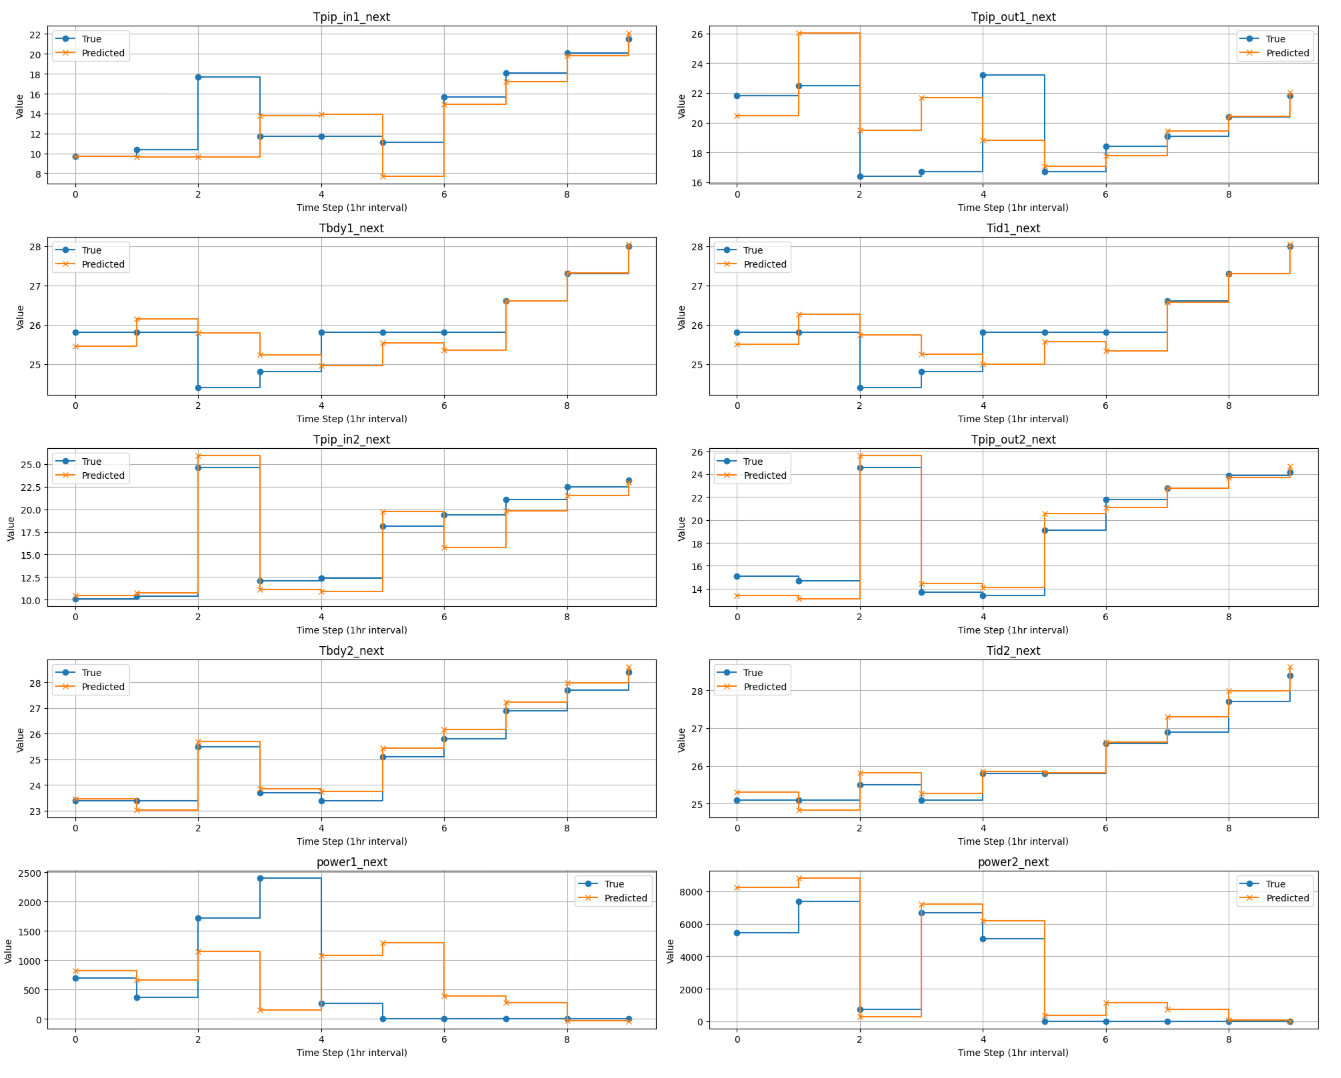 Tpip_in1_next
22
20
18
16
14
12
10
8
Value
True
Predicted
0 2 4 6 8
Time Step (1hr interval)
Tpip_out1_next
26
24
22
20
18
16
Value
True
Predicted
0 2 4 6 8
Time Step (1hr interval)
Tbdy1_next
28
27
26
25
Value
True
Predicted
0 2 4 6 8
Time Step (1hr interval)
Tid1_next
28
27
26
25
Value
True
Predicted
0 2 4 6 8
Time Step (1hr interval)
Tpip_in2_next
25.0
22.5
20.0
17.5
15.0
12.5
10.0
Value
True
Predicted
0 2 4 6 8
Time Step (1hr interval)
Tpip_out2_next
26
24
22
20
18
16
14
Value
True
Predicted
0 2 4 6 8
Time Step (1hr interval)
Tbdy2_next
28
27
26
25
24
23
Value
True
Predicted
0 2 4 6 8
Time Step (1hr interval)
Tid2_next
28
27
26
25
Value
True
Predicted
0 2 4 6 8
Time Step (1hr interval)
power1_next
2500
2000
1500
1000
500
0
Value
True
Predicted
0 2 4 6 8
Time Step (1hr interval)
power2_next
8000
6000
4000
2000
0
Value
True
Predicted
0 2 4 6 8
Time Step (1hr interval)